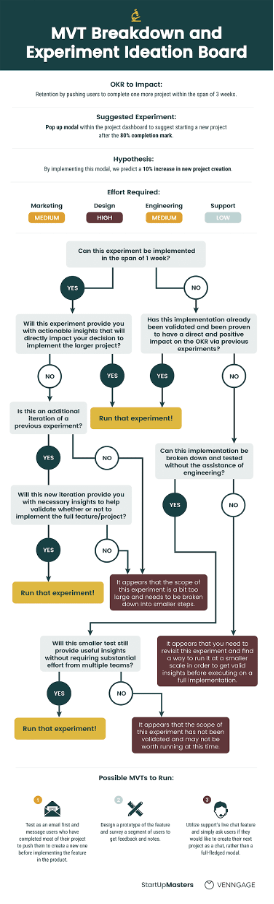 MVT Breakdown and
Experiment Ideation Board
OKR to Impact:
Retention by pushing users to complete one more project within the span of 3 weeks.
Suggested Experiment:
Pop up modal within the project dashboard to suggest starting a new project
after the 80% completion mark.
Hypothesis:
By implementing this modal, we predict a 10% increase in new project creation.
Effort Required:
Marketing Design Engineering Support
MEDIUM HIGH MEDIUM LOW
Can this experiment be implemented
in the span of 1 week?
YES
NO
Will this experiment provide you
with actionable insights that will
directly impact your decision to
implement the larger project?
Has this implementation already
been validated and been proven
to have a direct and positive
impact on the OKR via previous
experiments?
NO
YES
YES
NO
Is this an additional
iteration of a
previous experiment?
Run that experiment!
YES
NO
Can this implementation be
broken down and tested
without the assistance of
engineering?
Will this new iteration provide you
with necessary insights to help
validate whether or not to
implement the full feature/project?
YES
NO
YES
NO
Run that experiment!
It appears that the scope of
this experiment is a bit too
large and needs to be broken
down into smaller steps.
Will this smaller test still
provide useful insights
without requiring substantial
effort from multiple teams?
It appears that you need to
revisit this experiment and find
a way to run it at a smaller
scale in order to get valid
insights before executing on a
full implementation.
YES
NO
Run that experiment!
It appears that the scope of
this experiment has not been
validated and may not be
worth running at this time.
Possible MVTs to Run:
1
2
3
Test as an email first and
message users who have
completed most of their project
to push them to create a new one
before implementing the feature
in the product.
Design a prototype of the feature
and survey a segment of users to
get feedback and notes.
Utilize support's live chat feature
and simply ask users if they
would like to create their next
project as a chat, rather than a
full-fledged modal.
StartUpMasters
VENNGAGE